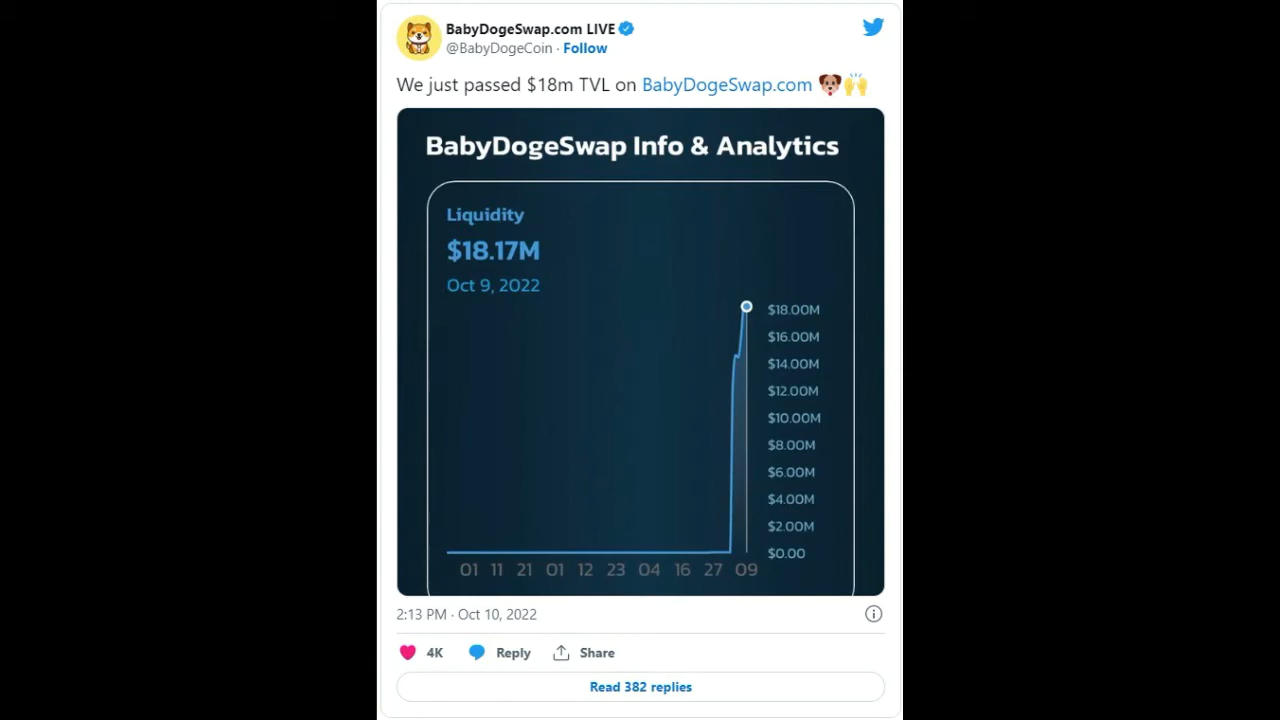 BabyDogeSwap.com LIVE
@BabyDogeCoin · Follow
We just passed $18m TVL on BabyDogeSwap.com 🐶🙌
BabyDogeSwap Info & Analytics
Liquidity
$18.17M
Oct 9, 2022
$18.00M
$16.00M
$14.00M
$12.00M
$10.00M
$8.00M
$6.00M
$4.00M
$2.00M
$0.00
01 11 21 01 12 23 04 16 27 09
2:13 PM · Oct 10, 2022
4K Reply Share
Read 382 replies